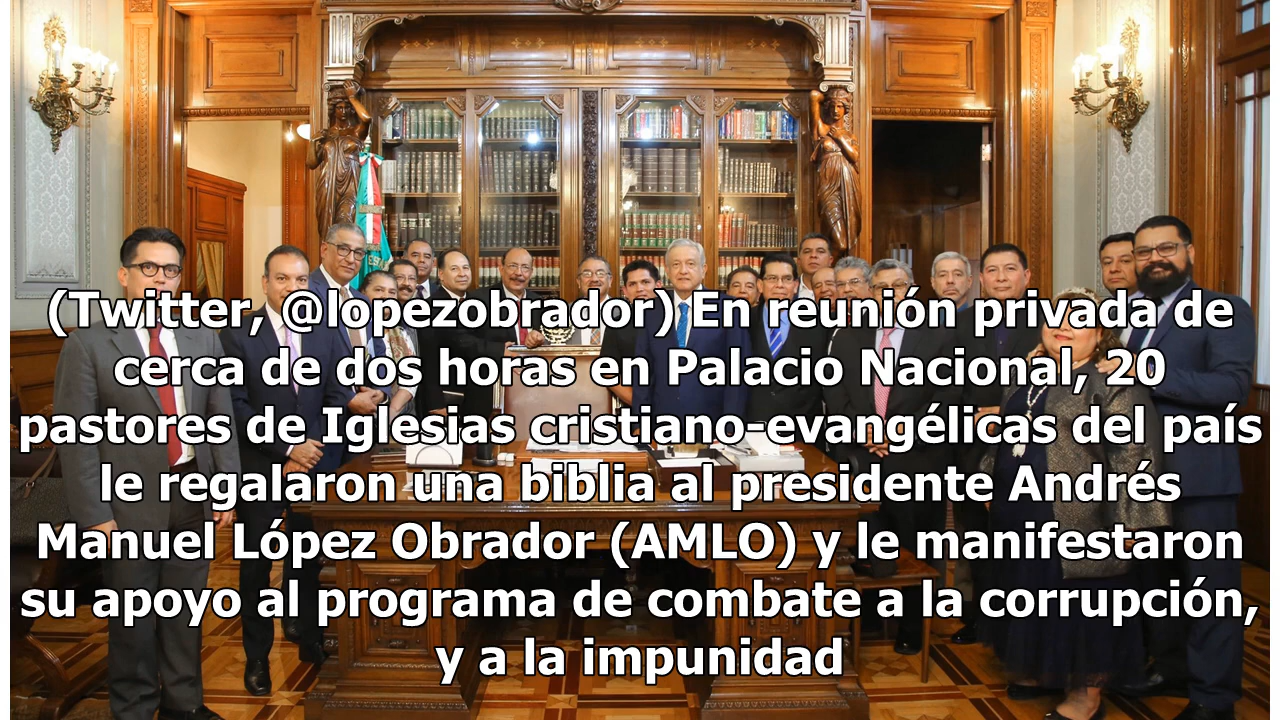 (Twitter, @lopezobrador) En reunión privada de
cerca de dos horas en Palacio Nacional, 20
pastores de Iglesias cristiano-evangélicas del país
le regalaron una biblia al presidente Andrés
Manuel López Obrador (AMLO) y le manifestaron
su apoyo al programa de combate a la corrupción,
y a la impunidad